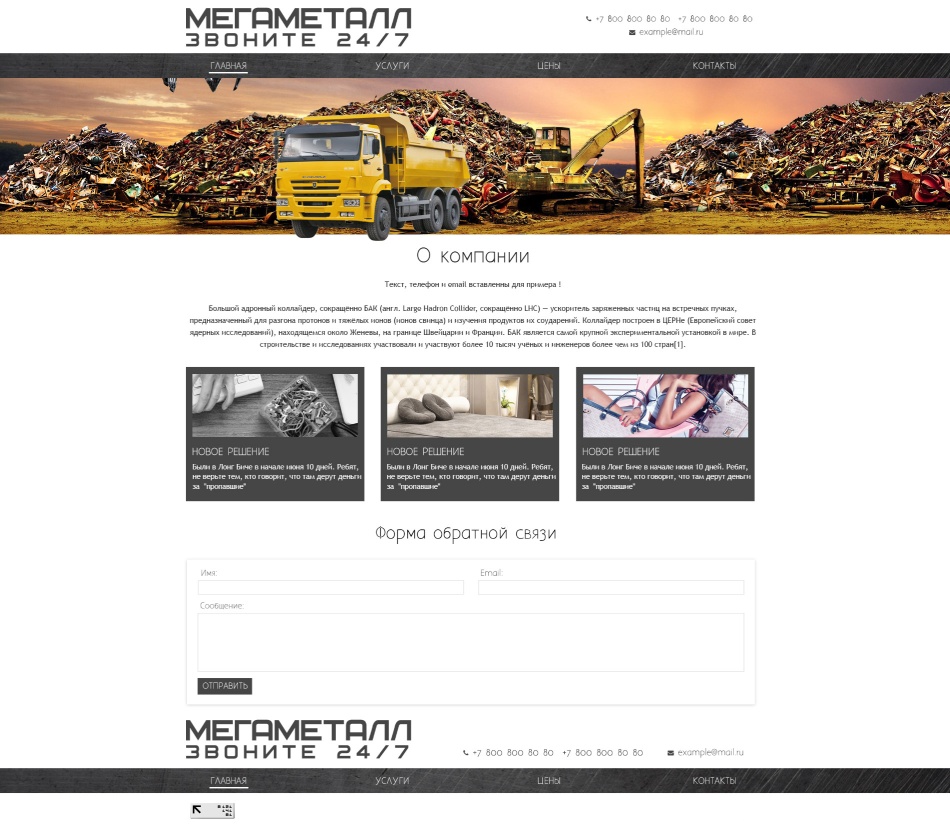 МЕГАМЕТАЛЛ
ЗВОНИТЕ 24/7
+7 800 800 80 80 +7 800 800 80 80
example@mail.ru
ГЛАВНАЯ УСЛУГИ ЦЕНЫ КОНТАКТЫ
О компании
Текст, телефон и email вставленны для примера !
Большой адронный коллайдер, сокращённо БАК (англ. Large Hadron Collider, сокращённо LHC) — ускоритель заряженных частиц на встречных пучках,
предназначенный для разгона протонов и тяжёлых ионов (ионов свинца) и изучения продуктов их соударений. Коллайдер построен в ЦЕРНе (Европейский совет
ядерных исследований), находящемся около Женевы, на границе Швейцарии и Франции. БАК является самой крупной экспериментальной установкой в мире. В
строительстве и исследованиях участвовали и участвуют более 10 тысяч учёных и инженеров более чем из 100 стран[1].
НОВОЕ РЕШЕНИЕ
Были в Лонг Биче в начале июня 10 дней. Ребят,
не верьте тем, кто говорит, что там дерут деньги
за "пропавшие"
НОВОЕ РЕШЕНИЕ
Были в Лонг Биче в начале июня 10 дней. Ребят,
не верьте тем, кто говорит, что там дерут деньги
за "пропавшие"
НОВОЕ РЕШЕНИЕ
Были в Лонг Биче в начале июня 10 дней. Ребят,
не верьте тем, кто говорит, что там дерут деньги
за "пропавшие"
Форма обратной связи
Имя: Email:
Сообщение:
ОТПРАВИТЬ
МЕГАМЕТАЛЛ
ЗВОНИТЕ 24/7
+7 800 800 80 80 +7 800 800 80 80 example@mail.ru
ГЛАВНАЯ УСЛУГИ ЦЕНЫ КОНТАКТЫ